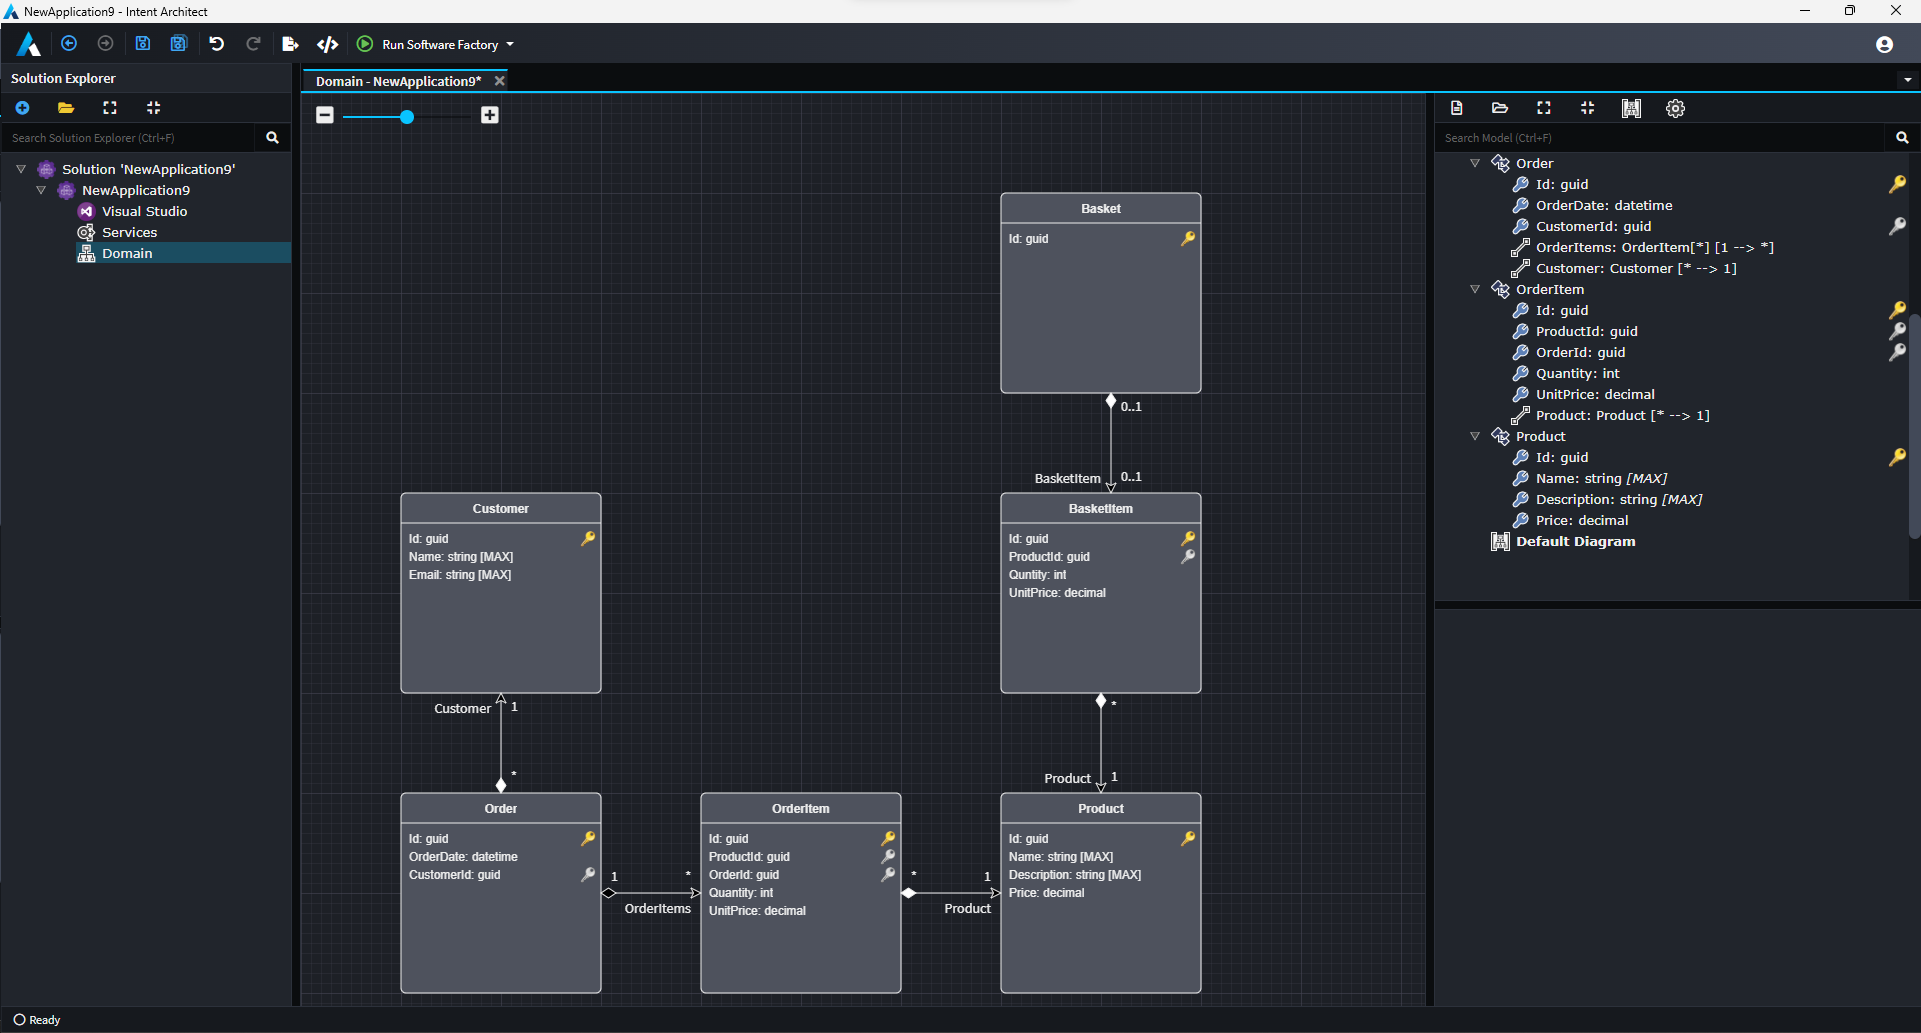 NewApplication9 - Intent Architect
Run Software Factory
Solution Explorer
Search Solution Explorer (Ctrl+F)
Solution 'NewApplication9'
NewApplication9
Visual Studio
Services
Domain
Domain - NewApplication9*
Basket
Id: guid
0..1
BasketItem
0..1
Customer
Id: guid
Name: string [MAX]
Email: string [MAX]
BasketItem
Id: guid
ProductId: guid
Quntity: int
UnitPrice: decimal
Customer
1
*
*
Product
1
Order
Id: guid
OrderDate: datetime
CustomerId: guid
1
*
OrderItems
OrderItem
Id: guid
ProductId: guid
OrderId: guid
Quantity: int
UnitPrice: decimal
*
1
Product
Product
Id: guid
Name: string [MAX]
Description: string [MAX]
Price: decimal
Search Model (Ctrl+F)
Order
Id: guid
OrderDate: datetime
CustomerId: guid
OrderItems: OrderItem[*] [1 --> *]
Customer: Customer [* --> 1]
OrderItem
Id: guid
ProductId: guid
OrderId: guid
Quantity: int
UnitPrice: decimal
Product: Product [* --> 1]
Product
Id: guid
Name: string [MAX]
Description: string [MAX]
Price: decimal
Default Diagram
Ready